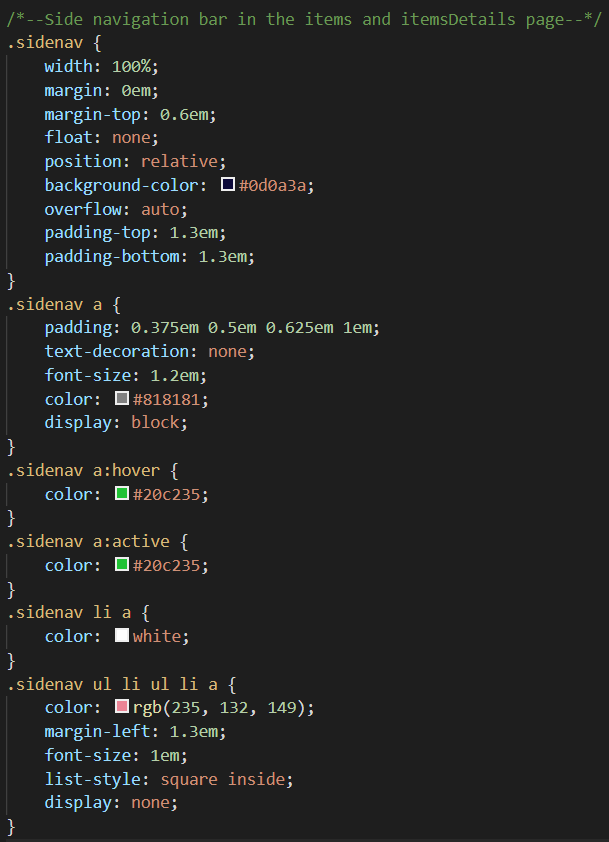 /*--Side navigation bar in the items and itemsDetails page--*/
.sidenav {
    width: 100%;
    margin: 0em;
    margin-top: 0.6em;
    float: none;
    position: relative;
    background-color: #0d0a3a;
    overflow: auto;
    padding-top: 1.3em;
    padding-bottom: 1.3em;
}
.sidenav a {
    padding: 0.375em 0.5em 0.625em 1em;
    text-decoration: none;
    font-size: 1.2em;
    color: #818181;
    display: block;
}
.sidenav a:hover {
    color: #20c235;
}
.sidenav a:active {
    color: #20c235;
}
.sidenav li a {
    color: white;
}
.sidenav ul li ul li a {
    color: rgb(235, 132, 149);
    margin-left: 1.3em;
    font-size: 1em;
    list-style: square inside;
    display: none;
}